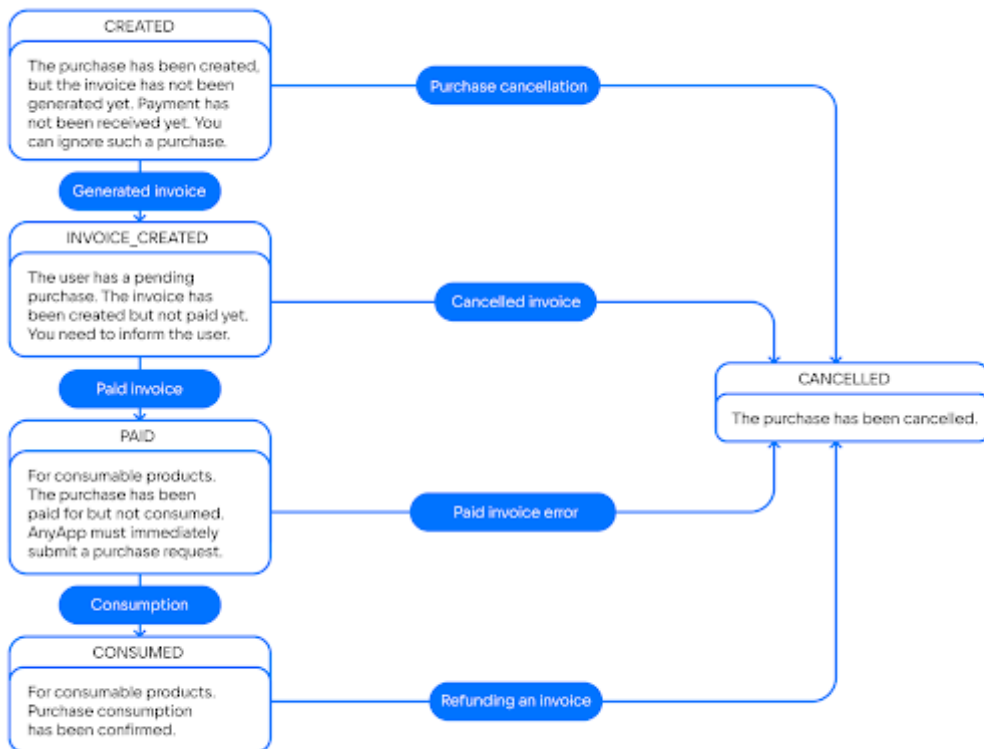 CREATED
The purchase has been created,
but the invoice has not been
generated yet. Payment has
not been received yet. You
can ignore such a purchase.
Purchase cancellation
Generated invoice
INVOICE_CREATED
The user has a pending
purchase. The invoice has
been created but not paid yet.
You need to inform the user.
Cancelled invoice
Paid invoice
CANCELLED
The purchase has been cancelled.
PAID
For consumable products.
The purchase has been
paid for but not consumed.
AnyApp must immediately
submit a purchase request.
Paid invoice error
Consumption
CONSUMED
For consumable products.
Purchase consumption
has been confirmed.
Refunding an invoice